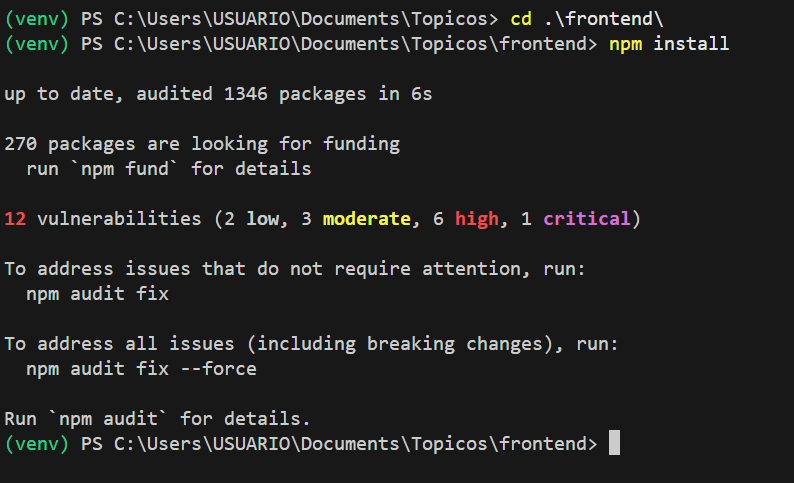 (venv) PS C:\Users\USUARIO\Documents\Topicos> cd .\frontend\
(venv) PS C:\Users\USUARIO\Documents\Topicos\frontend> npm install
up to date, audited 1346 packages in 6s
270 packages are looking for funding
run `npm fund` for details
12 vulnerabilities (2 low, 3 moderate, 6 high, 1 critical)
To address issues that do not require attention, run:
npm audit fix
To address all issues (including breaking changes), run:
npm audit fix --force
Run `npm audit` for details.
(venv) PS C:\Users\USUARIO\Documents\Topicos\frontend>